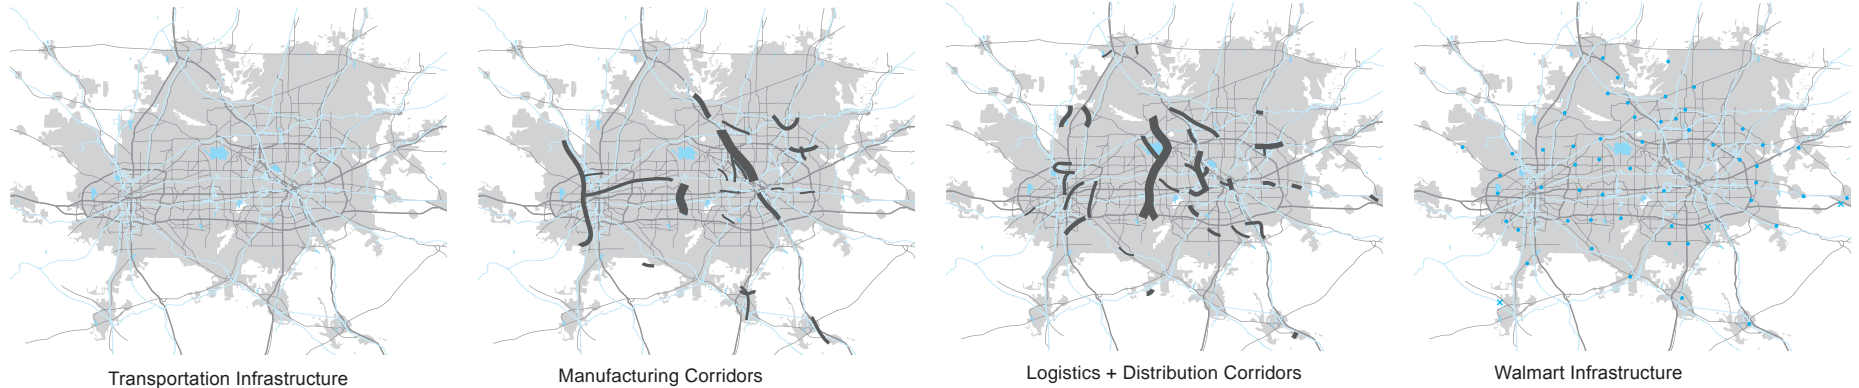 Transportation Infrastructure
Manufacturing Corridors
Logistics + Distribution Corridors
Walmart Infrastructure